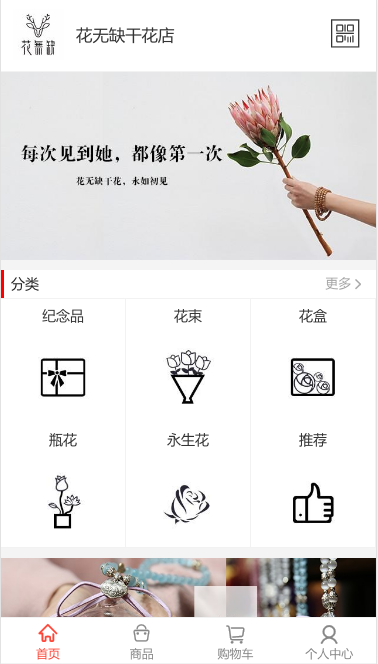 花無缺
花无缺干花店
每次见到她，都像第一次
花无缺干花、永如初见
分类
更多
纪念品
花束
花盒
瓶花
永生花
推荐
首页
商品
购物车
个人中心